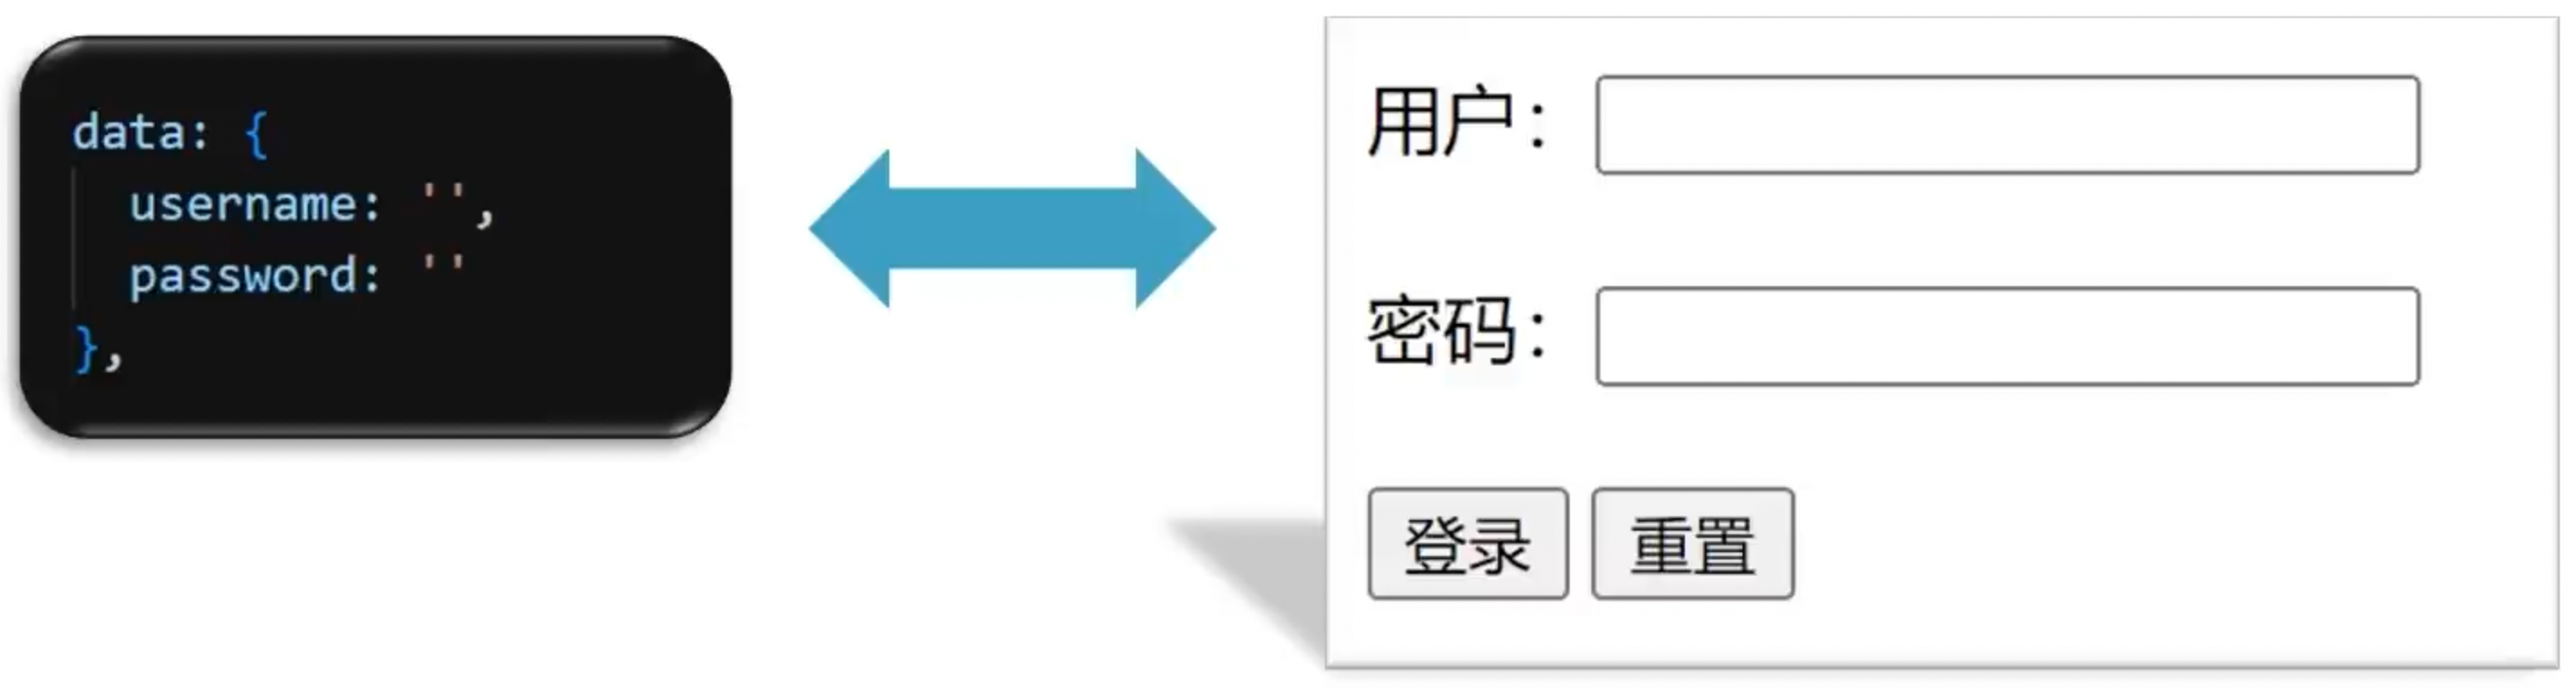 data: {
username: '',
password: ''
},
用户：
密码：
登录 重置